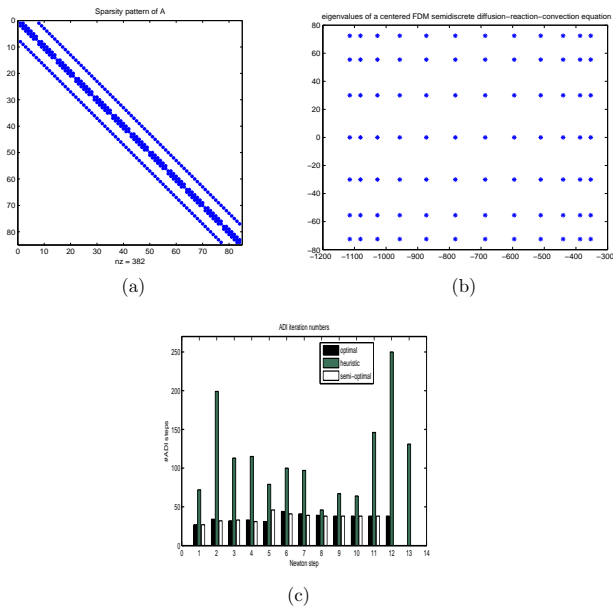 Sparsity pattern of A
0
10
20
30
40
50
60
70
80
0 10 20 30 40 50 60 70 80
nz = 382
(a)
eigenvalues of a centered FDM semidiscrete diffusion−reaction−convection equation
80
60
40
20
0
−20
−40
−60
−80
−1200 −1100 −1000 −900 −800 −700 −600 −500 −400 −300
(b)
ADI iteration numbers
optimal
heuristic
semi−optimal
#ADI steps
250
200
150
100
50
0
0 1 2 3 4 5 6 7 8 9 10 11 12 13 14
Newton step
(c)